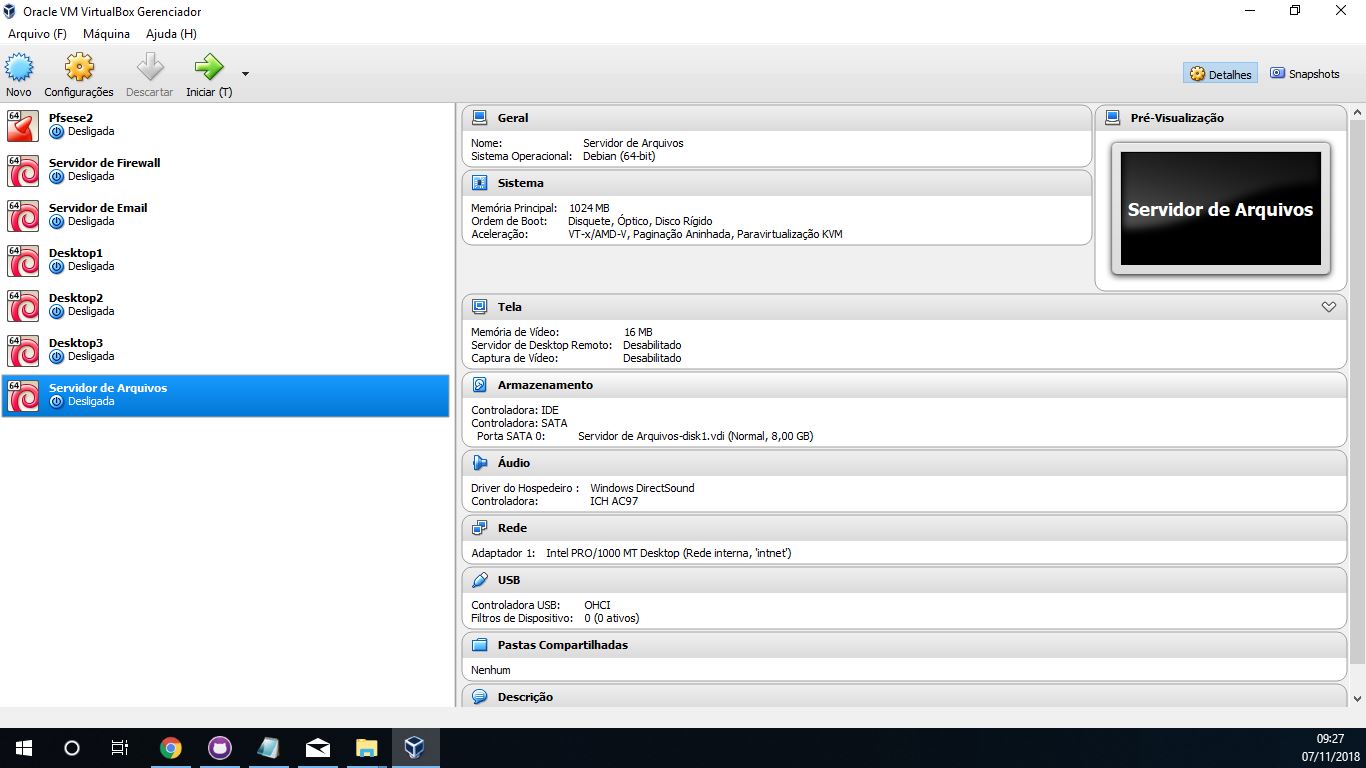 Oracle VM VirtualBox Gerenciador
Arquivo (F) Máquina Ajuda (H)
Novo Configurações Descartar Iniciar (T)
Detalhes Snapshots
64 Pfsese2
Desligada
64 Servidor de Firewall
Desligada
64 Servidor de Email
Desligada
64 Desktop1
Desligada
64 Desktop2
Desligada
64 Desktop3
Desligada
64 Servidor de Arquivos
Desligada
Geral
Nome: Servidor de Arquivos
Sistema Operacional: Debian (64-bit)
Sistema
Memória Principal: 1024 MB
Ordem de Boot: Disquete, Óptico, Disco Rígido
Aceleração: VT-x/AMD-V, Paginação Aninhada, Paravirtualização KVM
Pré-Visualização
Servidor de Arquivos
Tela
Memória de Vídeo: 16 MB
Servidor de Desktop Remoto: Desabilitado
Captura de Vídeo: Desabilitado
Armazenamento
Controladora: IDE
Controladora: SATA
Porta SATA 0: Servidor de Arquivos-disk1.vdi (Normal, 8,00 GB)
Áudio
Driver do Hospedeiro : Windows DirectSound
Controladora: ICH AC97
Rede
Adaptador 1: Intel PRO/1000 MT Desktop (Rede interna, 'intnet')
USB
Controladora USB: OHCI
Filtros de Dispositivo: 0 (0 ativos)
Pastas Compartilhadas
Nenhum
Descrição
09:27
07/11/2018